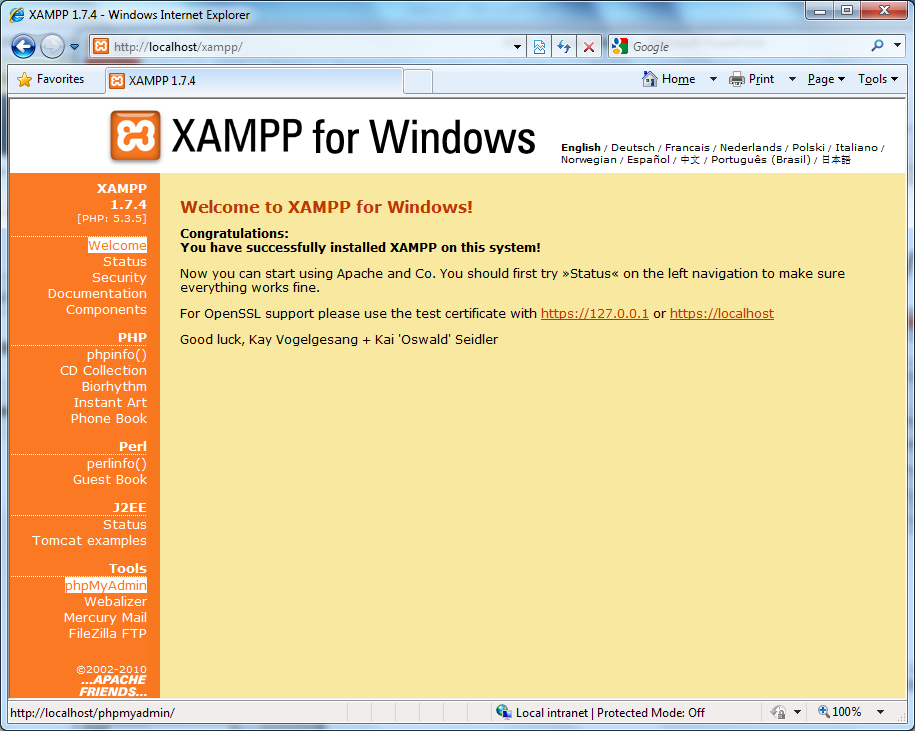 XAMPP 1.7.4 - Windows Internet Explorer
http://localhost/xampp/
Google
Favorites
XAMPP 1.7.4
Home
Print
Page
Tools
XAMPP for Windows
English / Deutsch / Francais / Nederlands / Polski / Italiano /
Norwegian / Español / 中文 / Português (Brasil) / 日本語
XAMPP
1.7.4
[PHP: 5.3.5]
Welcome
Status
Security
Documentation
Components
PHP
phpinfo()
CD Collection
Biorhythm
Instant Art
Phone Book
Perl
perlinfo()
Guest Book
J2EE
Status
Tomcat examples
Tools
phpMyAdmin
Webalizer
Mercury Mail
FileZilla FTP
©2002-2010
...APACHE
FRIENDS...
Welcome to XAMPP for Windows!
Congratulations:
You have successfully installed XAMPP on this system!
Now you can start using Apache and Co. You should first try »Status« on the left navigation to make sure
everything works fine.
For OpenSSL support please use the test certificate with https://127.0.0.1 or https://localhost
Good luck, Kay Vogelgesang + Kai 'Oswald' Seidler
http://localhost/phpmyadmin/
Local intranet | Protected Mode: Off
100%